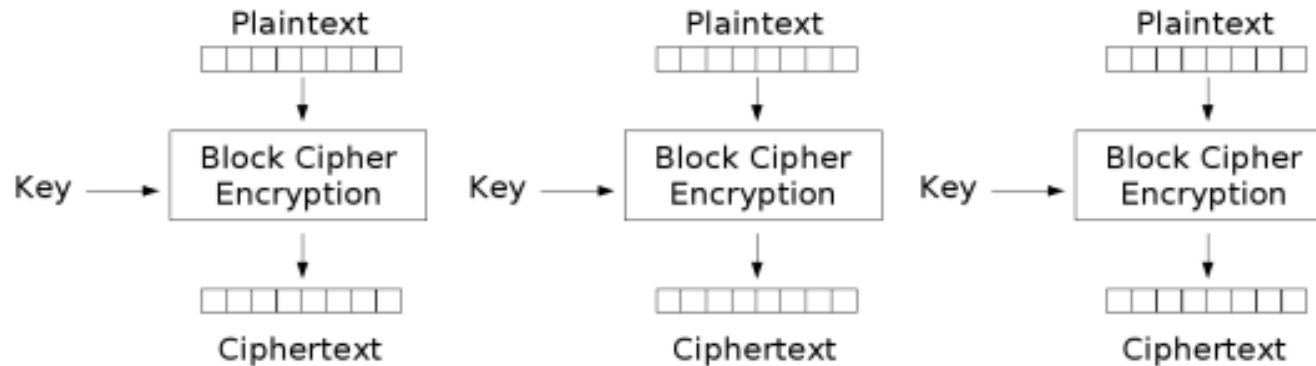 Plaintext
Plaintext
Plaintext
Block Cipher
Encryption
Block Cipher
Encryption
Block Cipher
Encryption
Key
Key
Key
Ciphertext
Ciphertext
Ciphertext